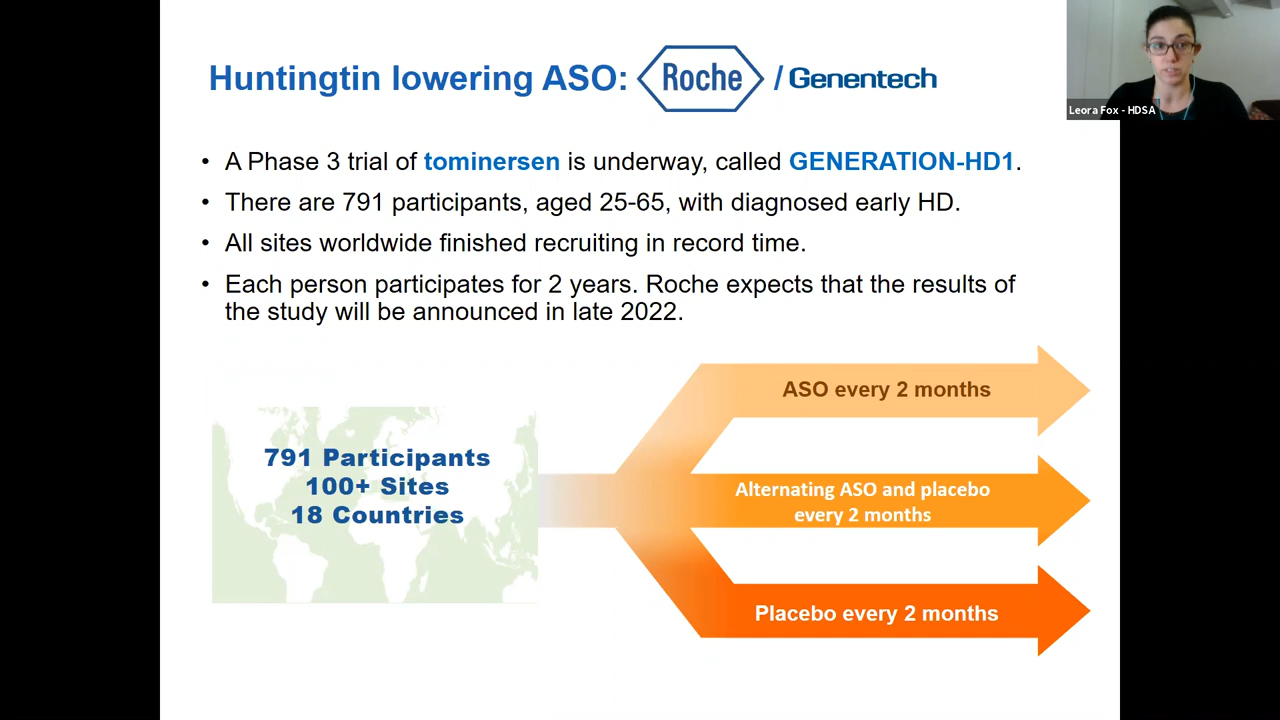 Huntingtin lowering ASO: Roche / Genentech
Leora Fox - HDSA
• A Phase 3 trial of tominersen is underway, called GENERATION-HD1.
• There are 791 participants, aged 25-65, with diagnosed early HD.
• All sites worldwide finished recruiting in record time.
• Each person participates for 2 years. Roche expects that the results of
the study will be announced in late 2022.
791 Participants
100+ Sites
18 Countries
ASO every 2 months
Alternating ASO and placebo
every 2 months
Placebo every 2 months